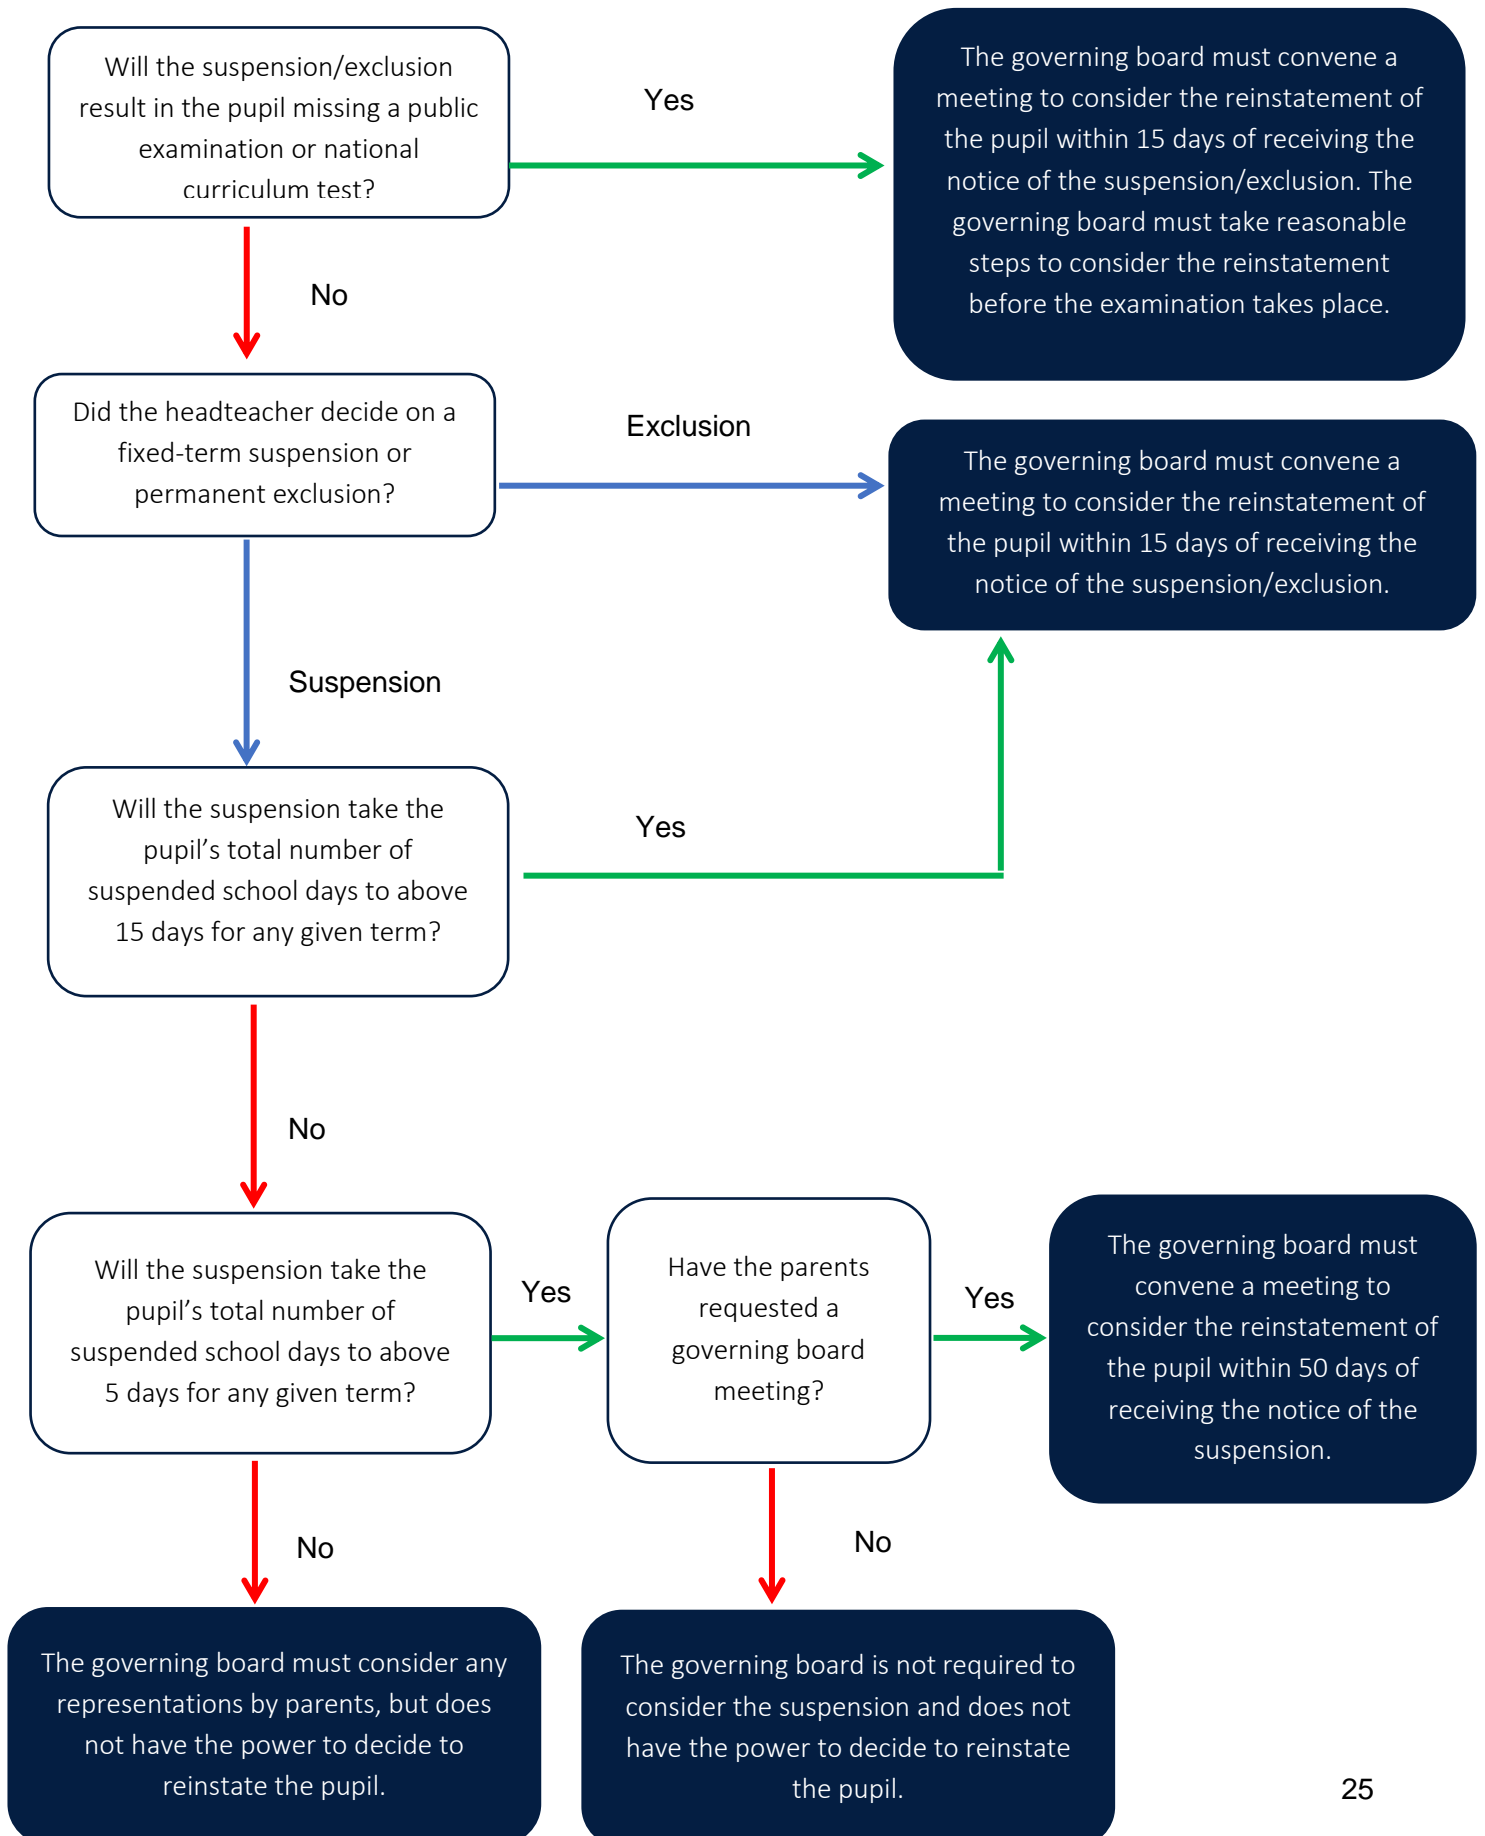 Will the suspension/exclusion
result in the pupil missing a public
examination or national
curriculum test?
Yes
The governing board must convene a
meeting to consider the reinstatement of
the pupil within 15 days of receiving the
notice of the suspension/exclusion. The
governing board must take reasonable
steps to consider the reinstatement
before the examination takes place.
No
Did the headteacher decide on a
fixed-term suspension or
permanent exclusion?
Exclusion
The governing board must convene a
meeting to consider the reinstatement of
the pupil within 15 days of receiving the
notice of the suspension/exclusion.
Suspension
Will the suspension take the
pupil’s total number of
suspended school days to above
15 days for any given term?
Yes
No
Will the suspension take the
pupil’s total number of
suspended school days to above
5 days for any given term?
Yes
Have the parents
requested a
governing board
meeting?
Yes
The governing board must
convene a meeting to
consider the reinstatement of
the pupil within 50 days of
receiving the notice of the
suspension.
No
No
The governing board must consider any
representations by parents, but does
not have the power to decide to
reinstate the pupil.
The governing board is not required to
consider the suspension and does not
have the power to decide to reinstate
the pupil.
25